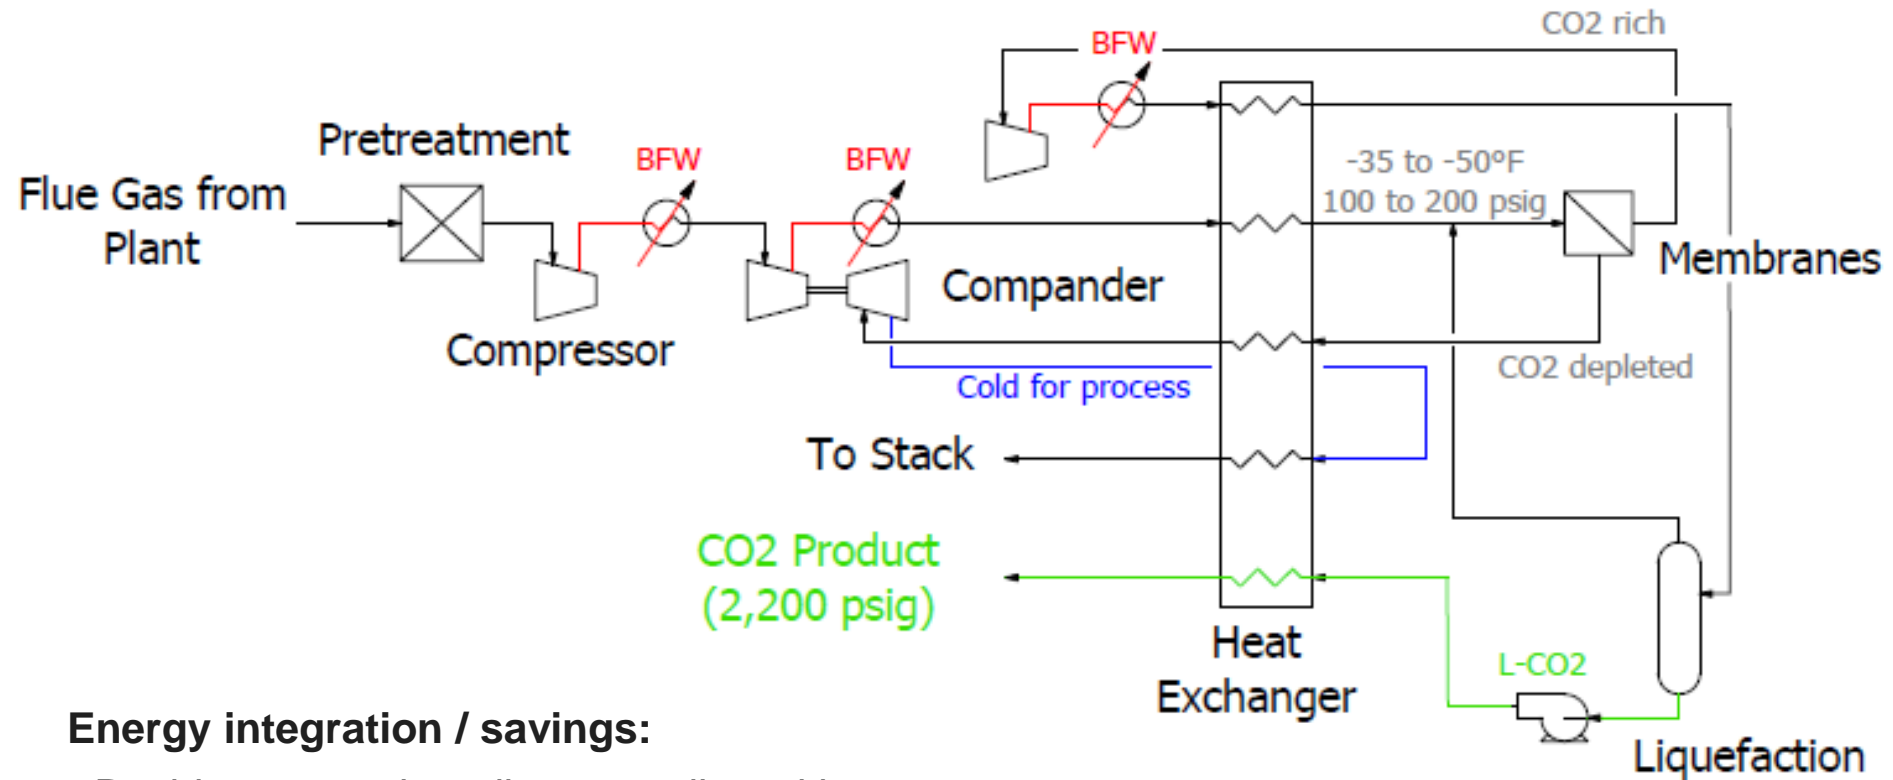 CO2 rich
BFW
Pretreatment
BFW
BFW
-35 to -50ºF
100 to 200 psig
Flue Gas from
Plant
Membranes
Compander
Compressor
CO2 depleted
Cold for process
To Stack
CO2 Product
(2,200 psig)
Heat
Exchanger
L-CO2
Liquefaction
Energy integration / savings: